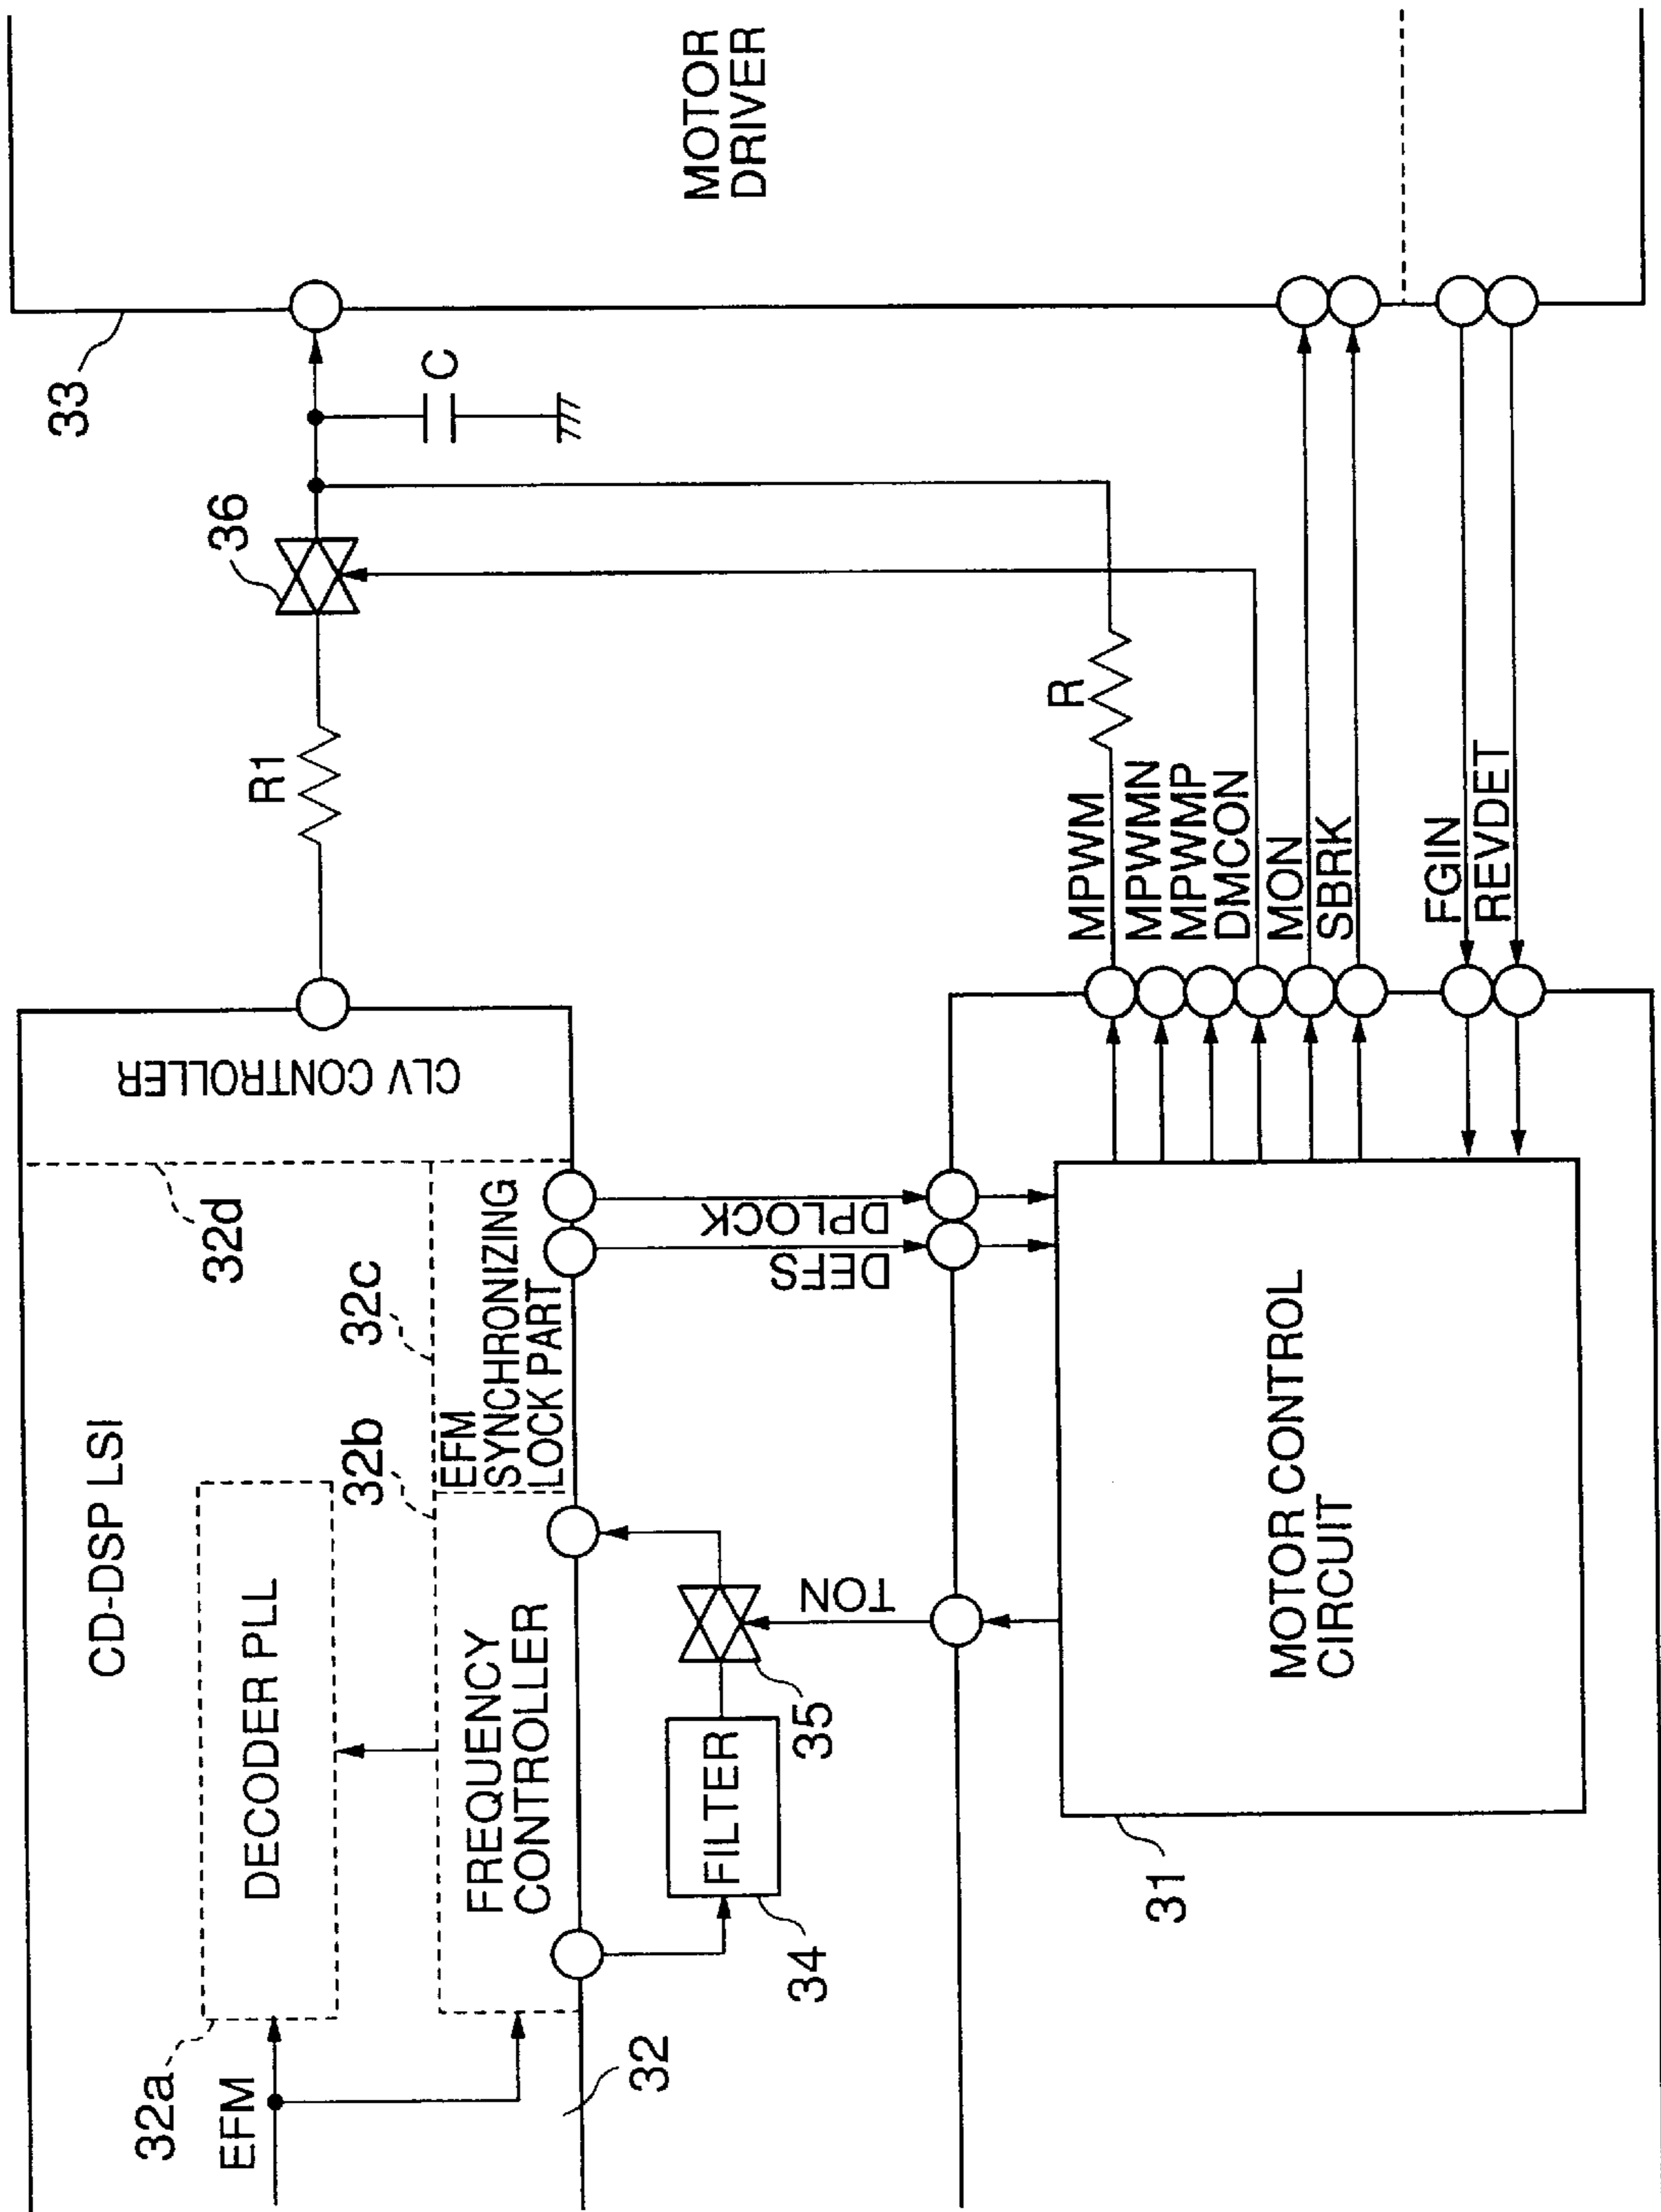 CD-DSP LSI
32a
DECODER PLL
EFM
32b
32c
32d
CLV CONTROLLER
FREQUENCY
CONTROLLER
EFM
SYNCHRONIZING
LOCK PART
32
34
FILTER
35
TON
DEFS
DPLOCK
R1
36
C
33
MOTOR
DRIVER
R
MPWM
MPWMN
MPWMP
DMCON
MON
SBRK
FGIN
REVDET
MOTOR CONTROL
CIRCUIT
31